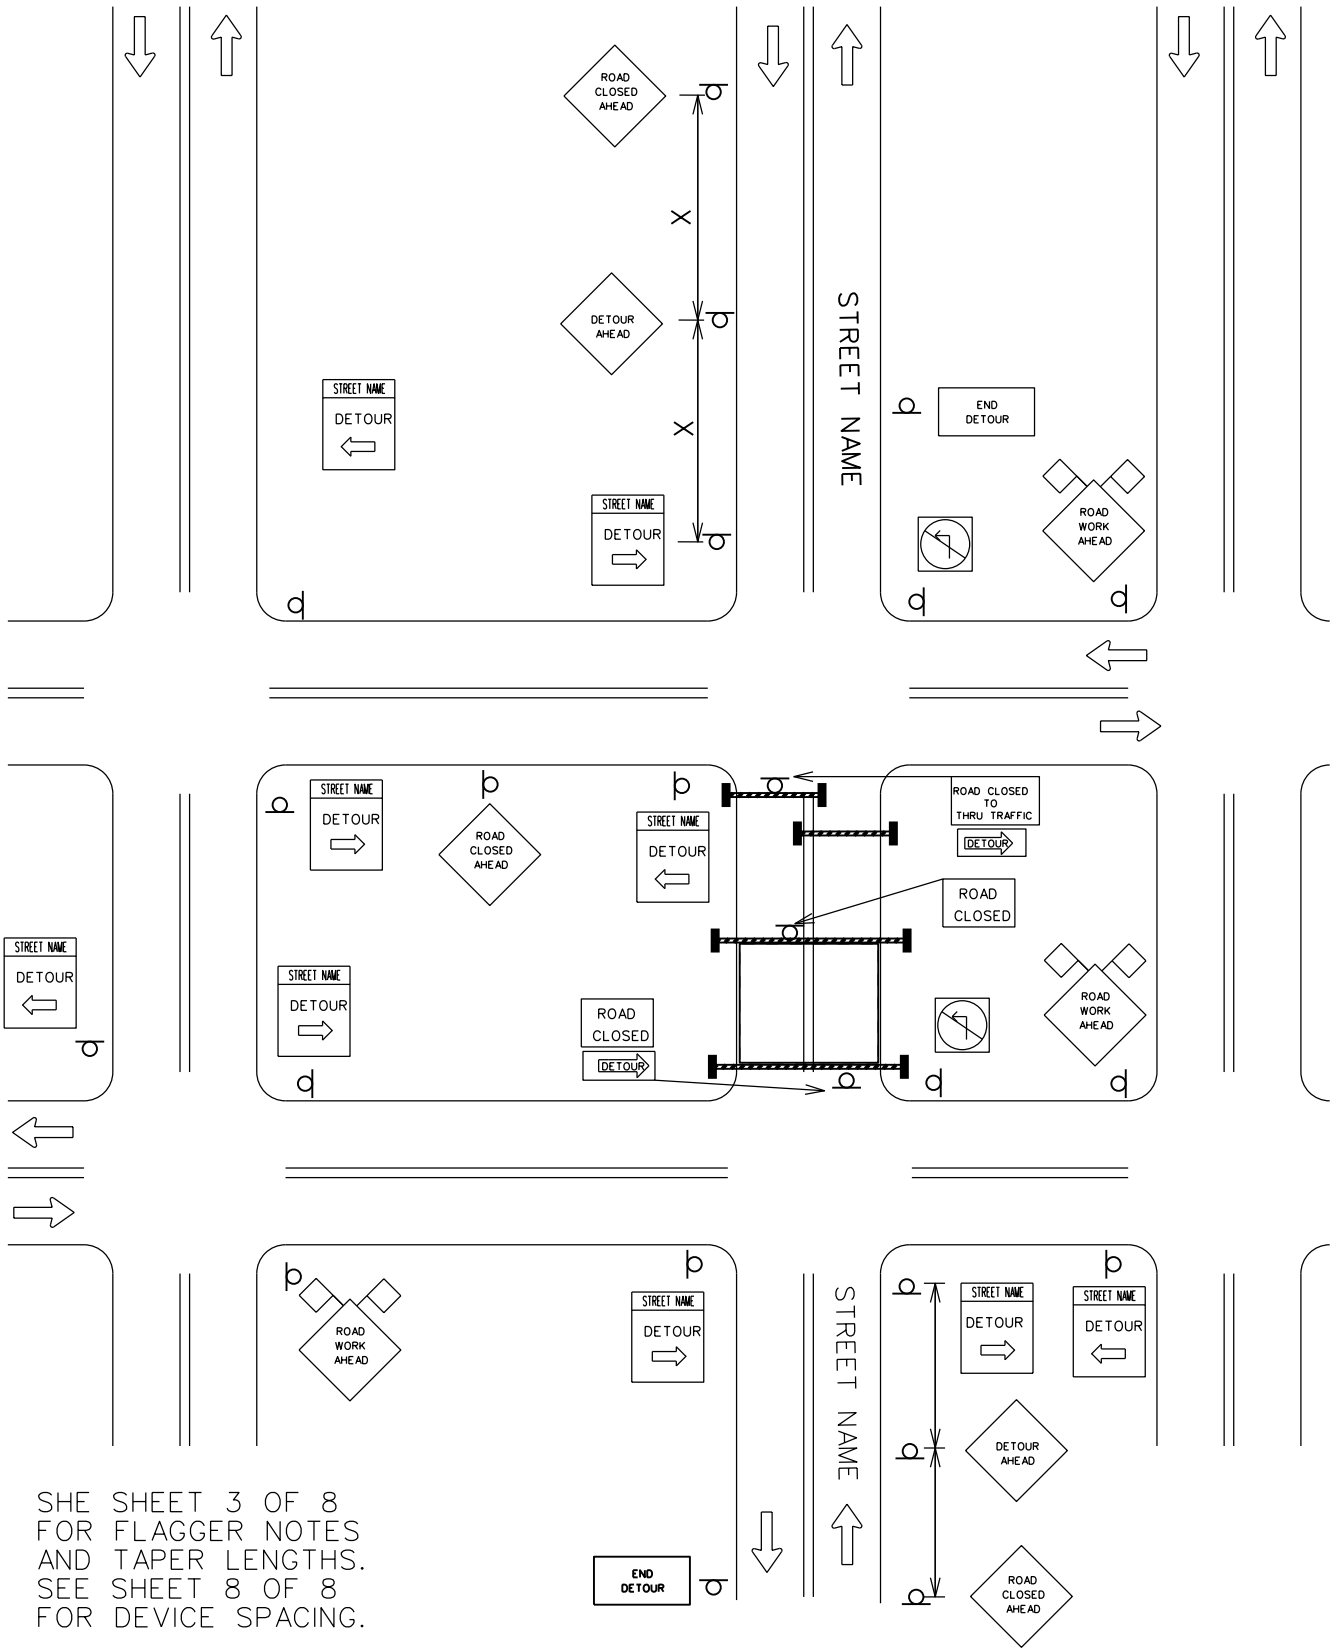 ROAD
CLOSED
AHEAD
X
DETOUR
AHEAD
STREET NAME
STREET NAME
DETOUR
X
END
DETOUR
STREET NAME
DETOUR
ROAD
WORK
AHEAD
STREET NAME
DETOUR
ROAD
CLOSED
AHEAD
STREET NAME
DETOUR
ROAD CLOSED
TO
THRU TRAFFIC
DETOUR
ROAD
CLOSED
STREET NAME
DETOUR
STREET NAME
DETOUR
ROAD
CLOSED
DETOUR
ROAD
WORK
AHEAD
ROAD
WORK
AHEAD
STREET NAME
DETOUR
STREET NAME
STREET NAME
DETOUR
STREET NAME
DETOUR
DETOUR
AHEAD
SHE SHEET 3 OF 8
FOR FLAGGER NOTES
AND TAPER LENGTHS.
SEE SHEET 8 OF 8
FOR DEVICE SPACING.
END
DETOUR
ROAD
CLOSED
AHEAD